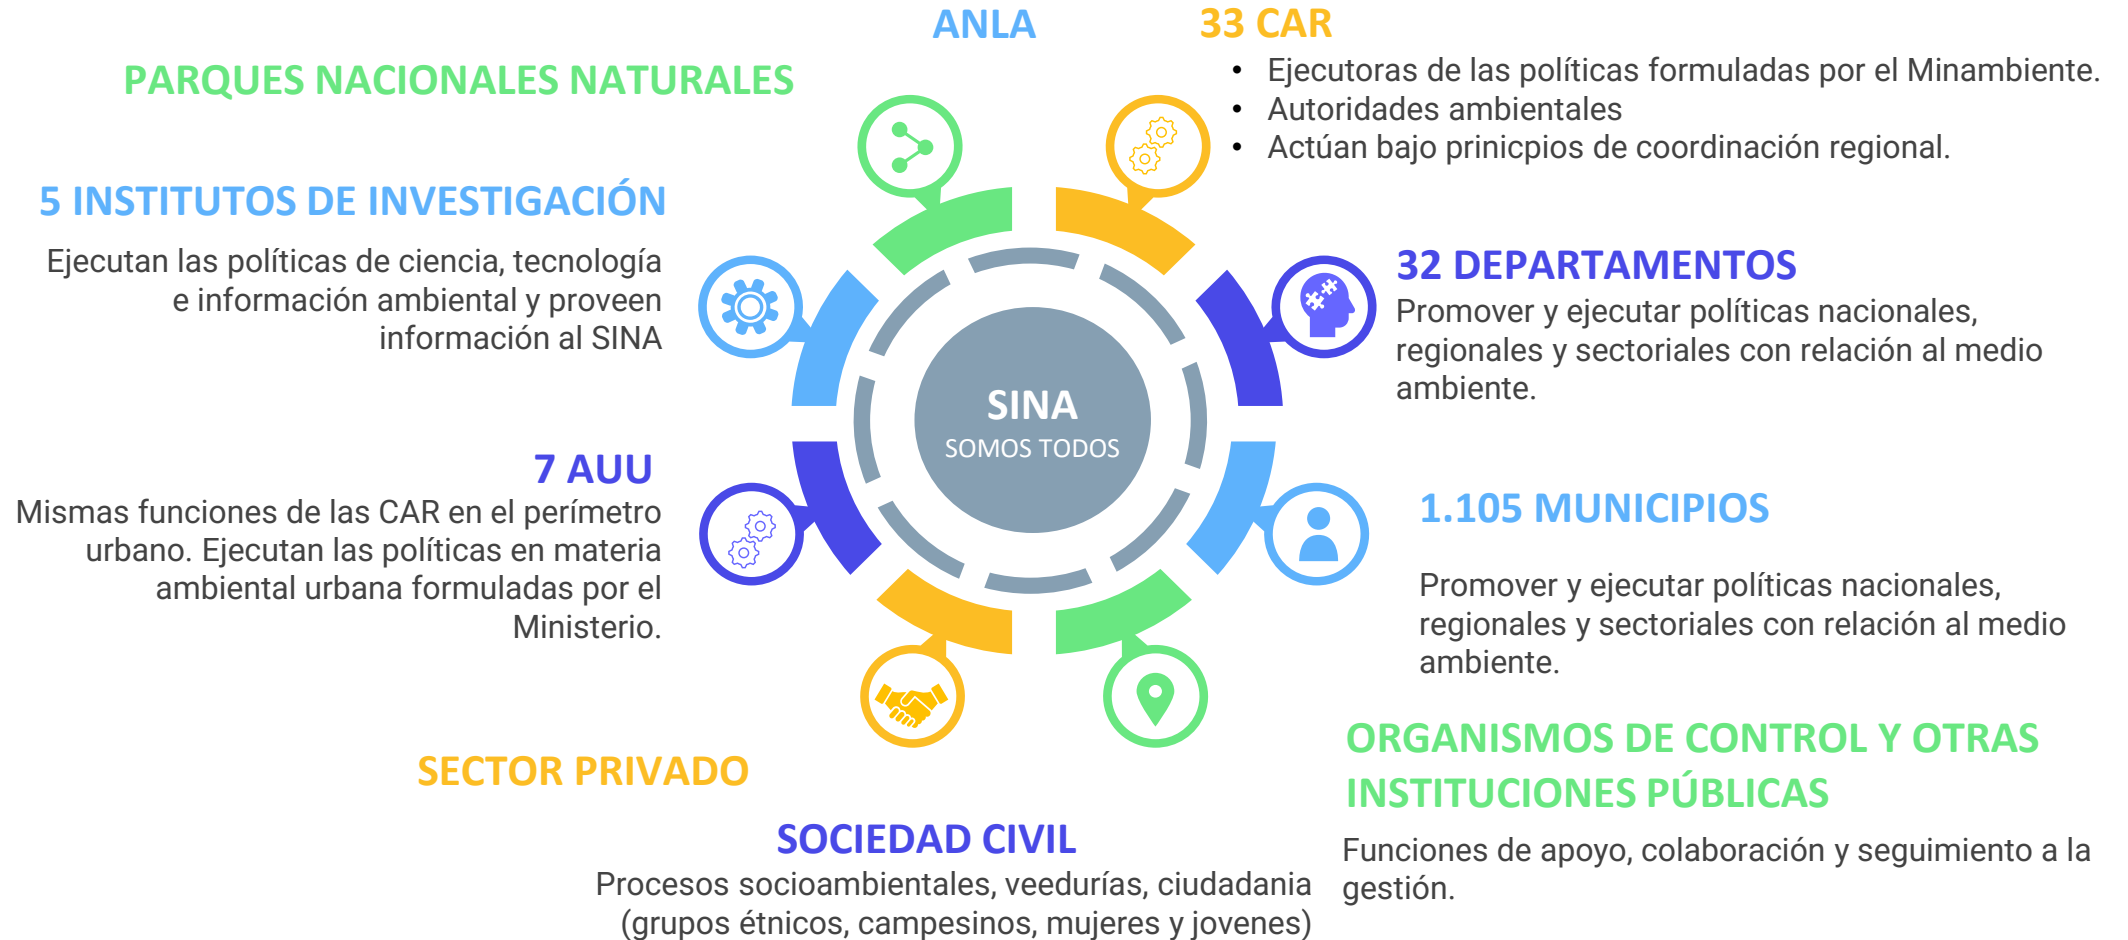 ANLA
33 CAR
• Ejecutoras de las políticas formuladas por el Minambiente.
• Autoridades ambientales
• Actúan bajo prinicpios de coordinación regional.
PARQUES NACIONALES NATURALES
5 INSTITUTOS DE INVESTIGACIÓN
Ejecutan las políticas de ciencia, tecnología
e información ambiental y proveen
información al SINA
32 DEPARTAMENTOS
Promover y ejecutar políticas nacionales,
regionales y sectoriales con relación al medio
ambiente.
SINA
SOMOS TODOS
7 AUU
Mismas funciones de las CAR en el perímetro
urbano. Ejecutan las políticas en materia
ambiental urbana formuladas por el
Ministerio.
1.105 MUNICIPIOS
Promover y ejecutar políticas nacionales,
regionales y sectoriales con relación al medio
ambiente.
SECTOR PRIVADO
ORGANISMOS DE CONTROL Y OTRAS
INSTITUCIONES PÚBLICAS
Funciones de apoyo, colaboración y seguimiento a la
gestión.
SOCIEDAD CIVIL
Procesos socioambientales, veedurías, ciudadania
(grupos étnicos, campesinos, mujeres y jovenes)